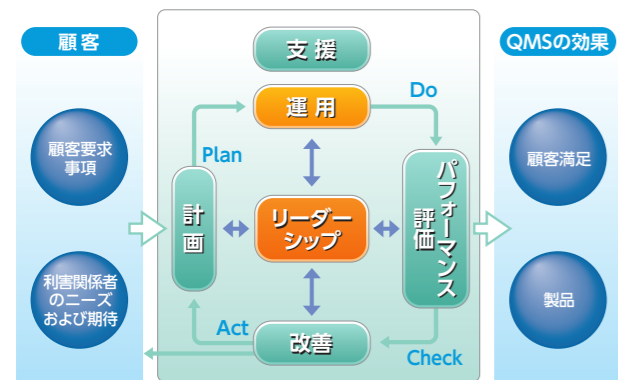 顧客
顧客要求
事項
利害関係者
のニーズ
および期待
支援
運用
Do
Plan
計画
リーダー
シップ
パフォーマンス
評価
改善
Act
Check
QMSの効果
顧客満足
製品